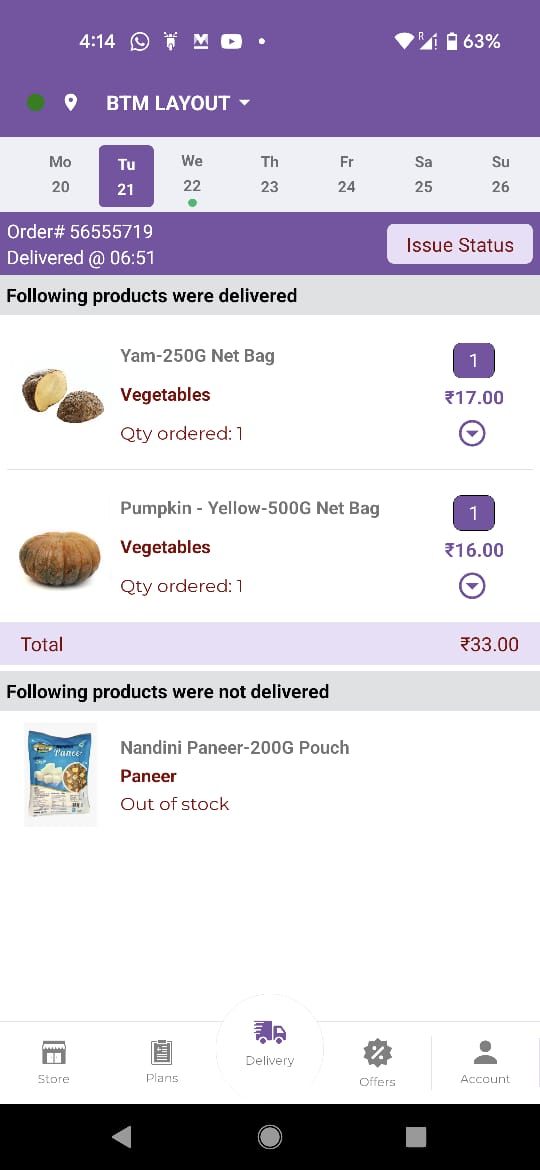 4:14
R
63%
BTM LAYOUT
Mo Tu We Th Fr Sa Su
20 21 22 23 24 25 26
Order# 56555719
Delivered @ 06:51
Issue Status
Following products were delivered
Yam-250G Net Bag
1
Vegetables
₹17.00
Qty ordered: 1
Pumpkin - Yellow-500G Net Bag
1
Vegetables
₹16.00
Qty ordered: 1
Total ₹33.00
Following products were not delivered
Nandini Paneer-200G Pouch
Paneer
Out of stock
Paneer
Store Plans Delivery Offers Account